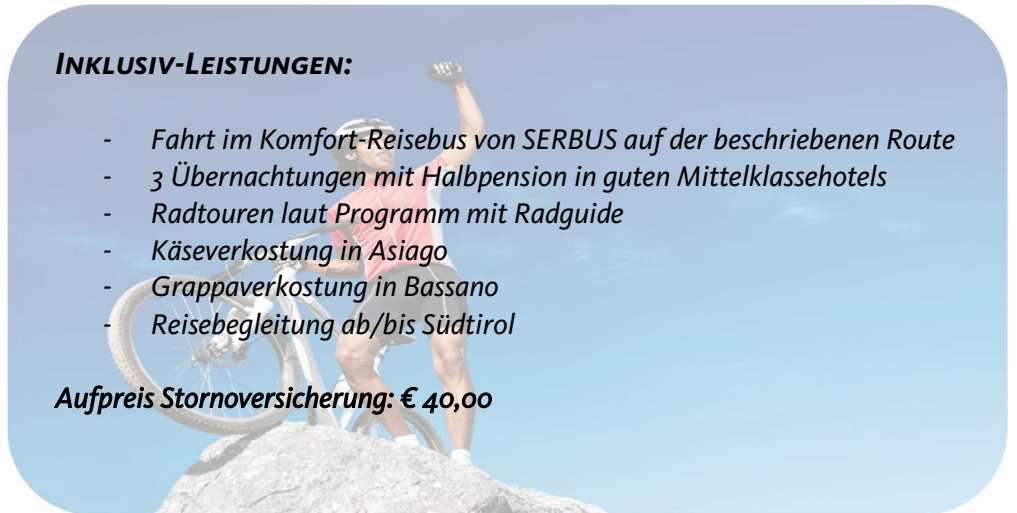 INKLUSIV-LEISTUNGEN:
- Fahrt im Komfort-Reisebus von SERBUS auf der beschriebenen Route
- 3 Übernachtungen mit Halbpension in guten Mittelklassehotels
- Radtouren laut Programm mit Radguide
- Käseverkostung in Asiago
- Grappaverkostung in Bassano
- Reisebegleitung ab/bis Südtirol
Aufpreis Stornoversicherung: € 40,00